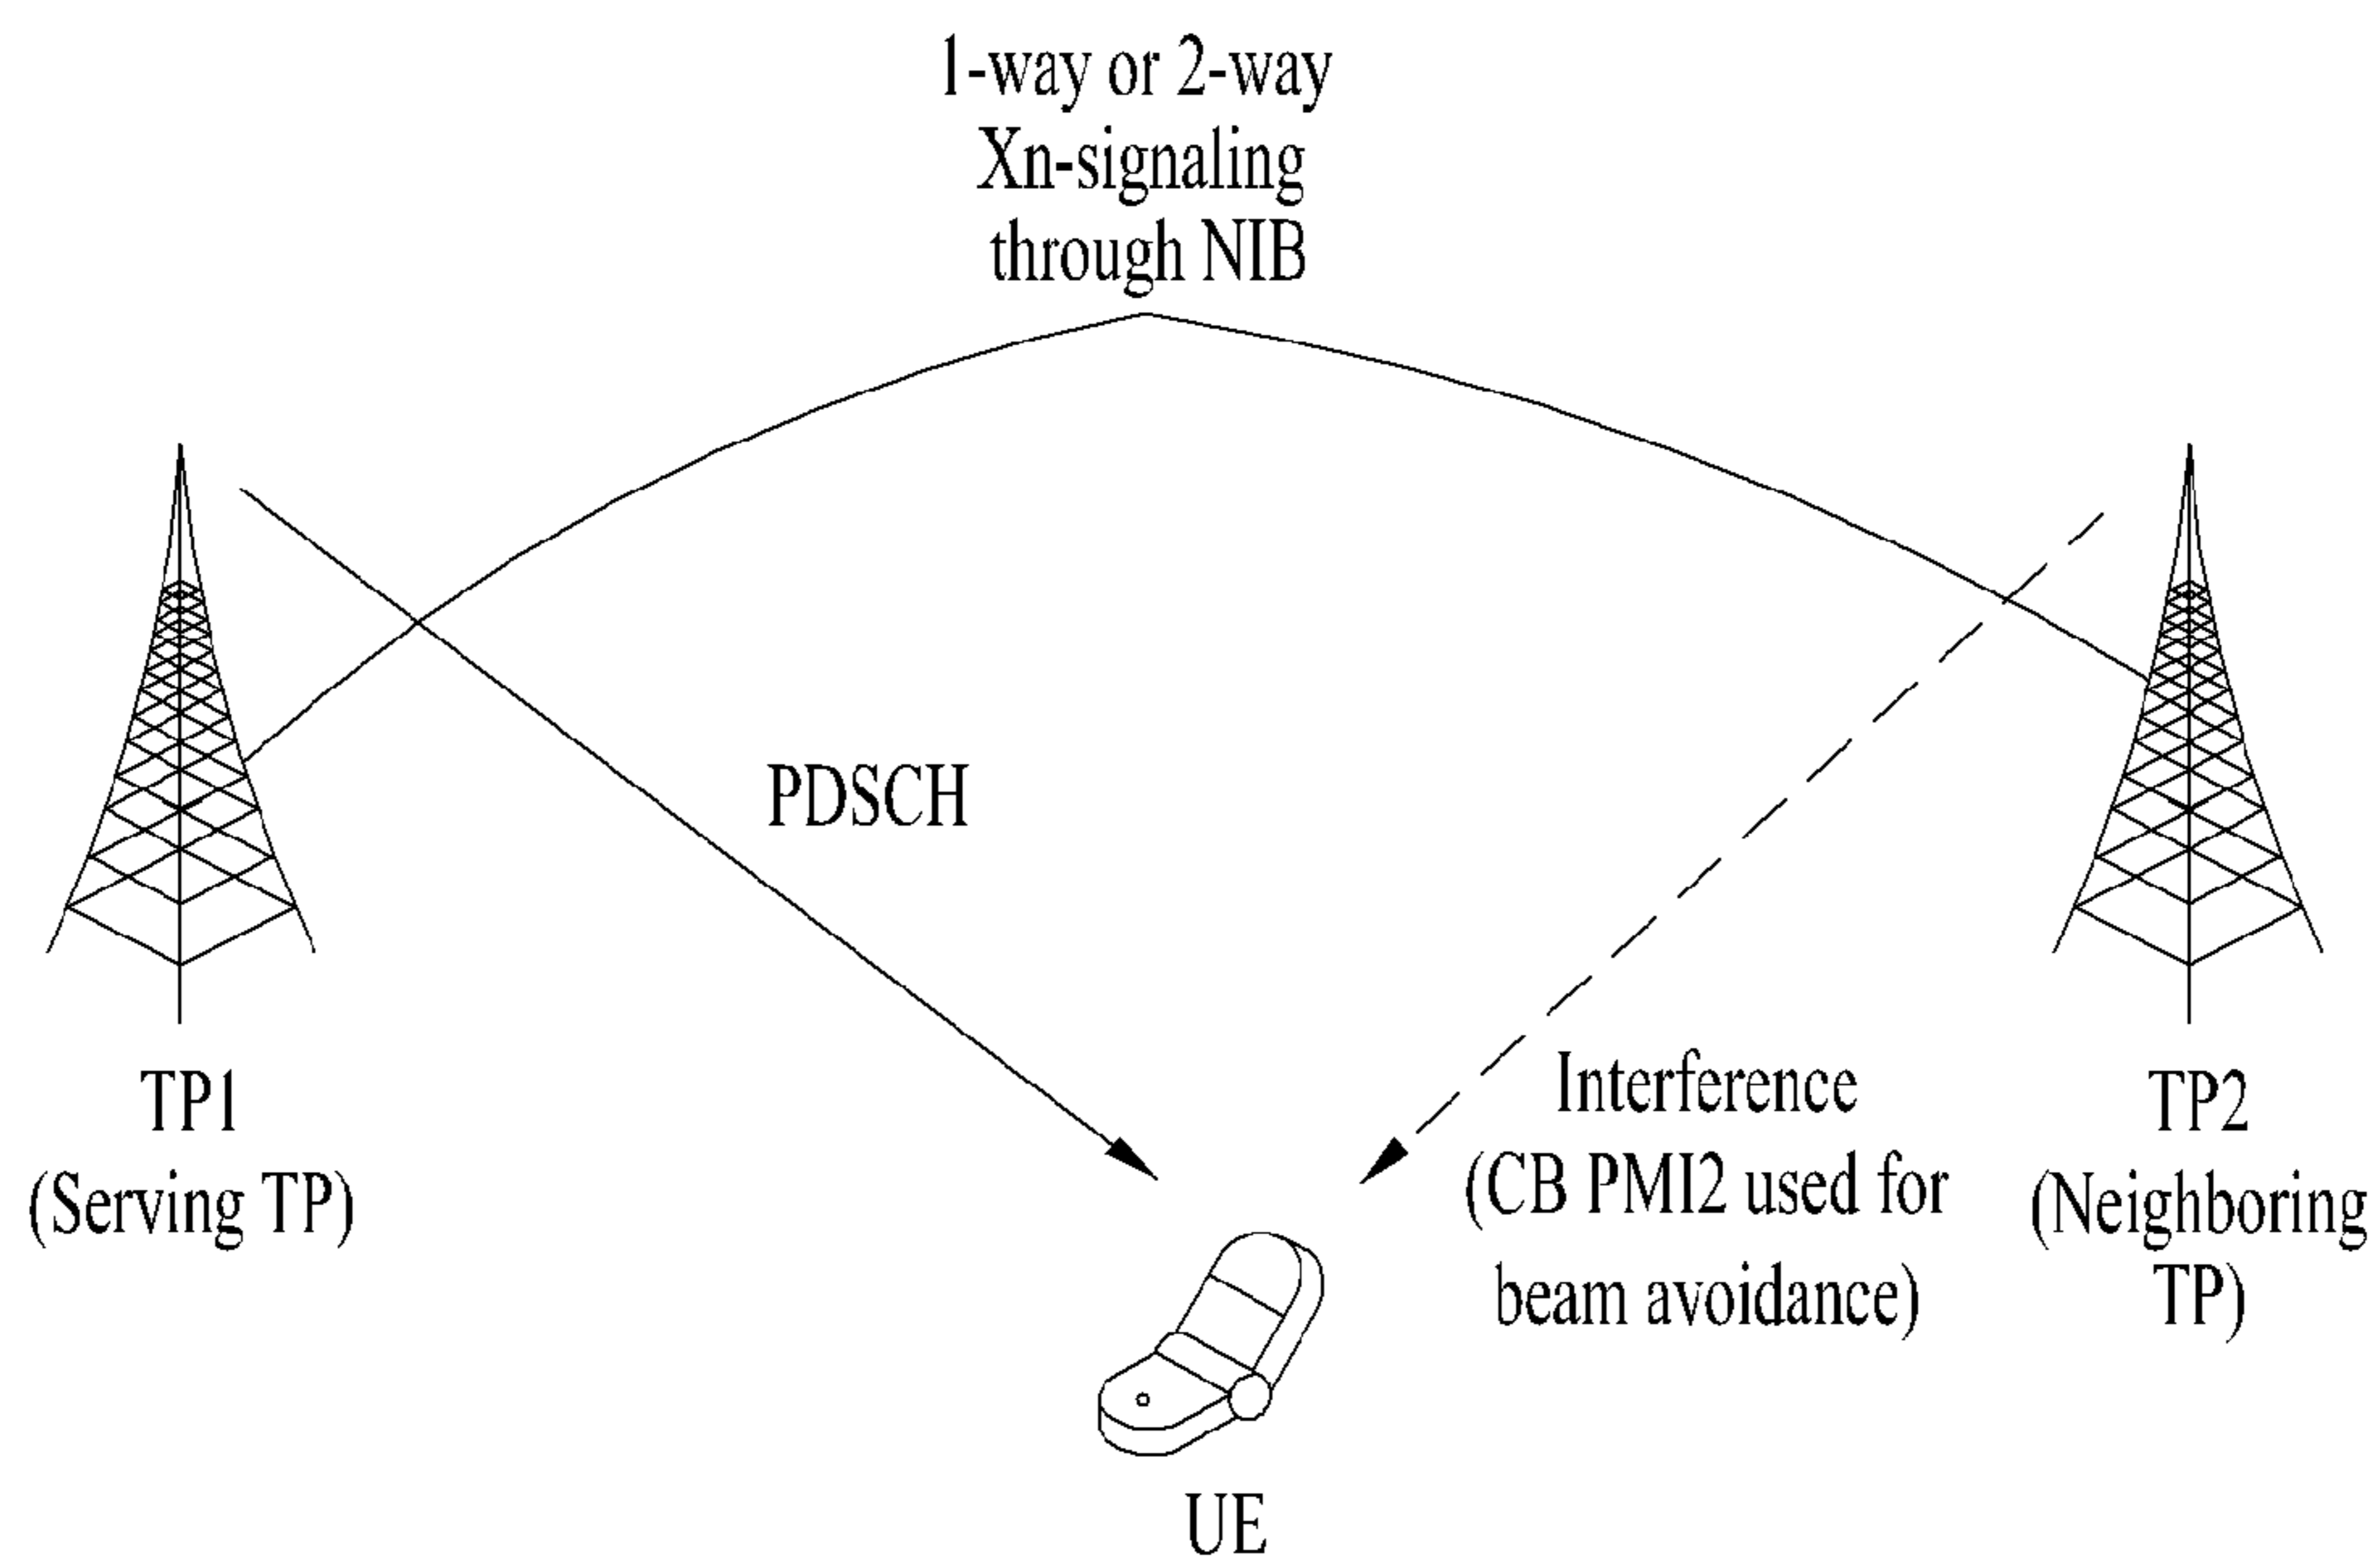 1-way or 2-way
Xn-signaling
through NIB
PDSCH
TP1
(Serving TP)
Interference
(CB PMI2 used for
beam avoidance)
TP2
(Neighboring
TP)
UE